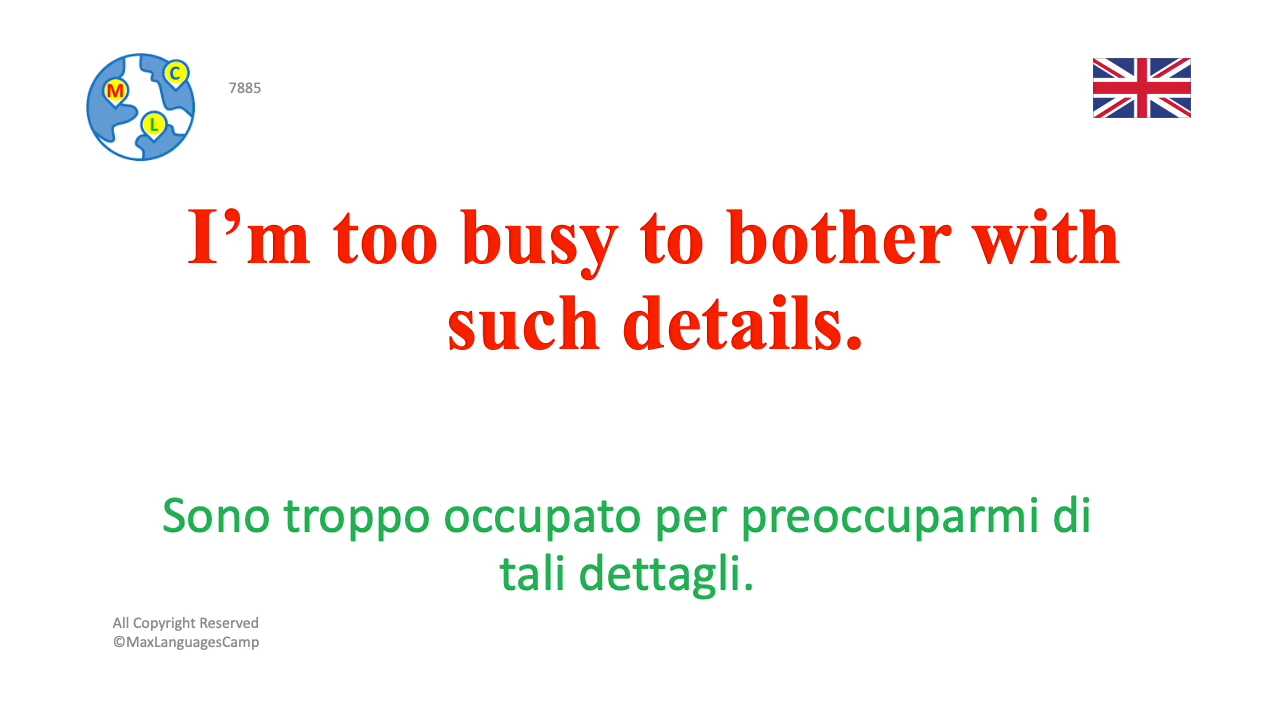 C
M
L
7885
I’m too busy to bother with
such details.
Sono troppo occupato per preoccuparmi di
tali dettagli.
All Copyright Reserved
©MaxLanguagesCamp